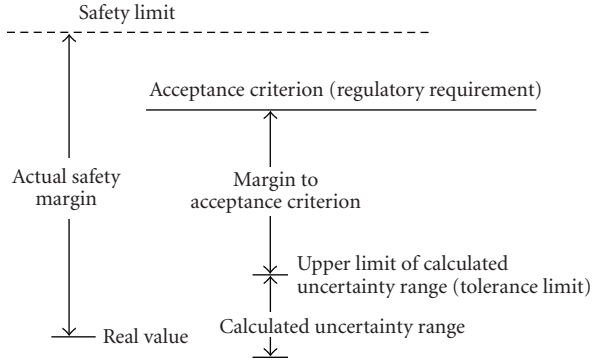 Safety limit
Acceptance criterion (regulatory requirement)
Actual safety
margin
Margin to
acceptance criterion
Upper limit of calculated
uncertainty range (tolerance limit)
Real value
Calculated uncertainty range